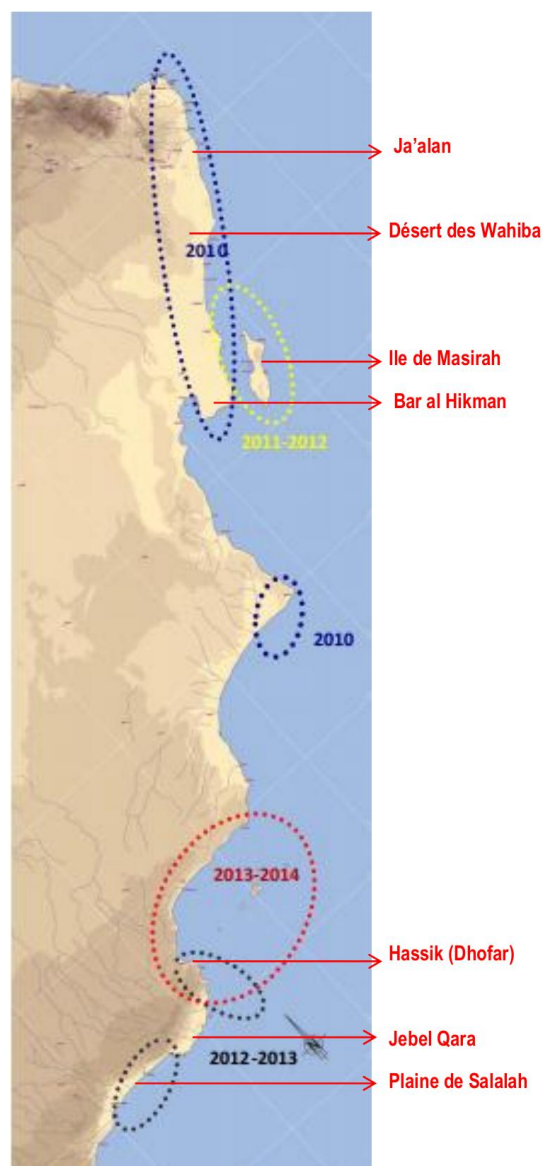 Ja'alan
Désert des Wahiba
2010
Ile de Masirah
Bar al Hikman
2011-2012
2010
2013-2014
Hassik (Dhofar)
Jebel Qara
2012-2013
Plaine de Salalah